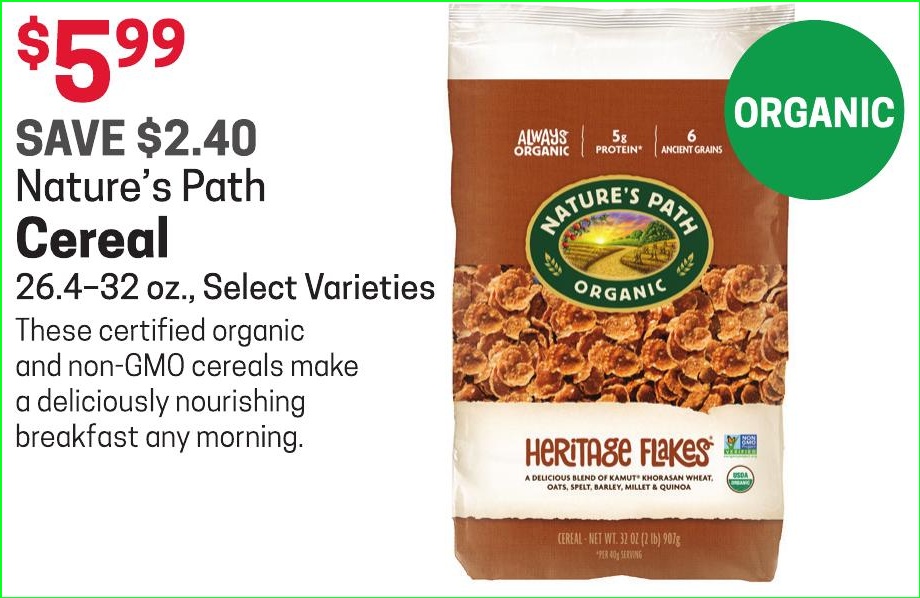 $5.99
SAVE $2.40
Nature's Path
Cereal
26.4–32 oz., Select Varieties
These certified organic
and non-GMO cereals make
a deliciously nourishing
breakfast any morning.
ORGANIC
ALWAYS
ORGANIC
5g
PROTEIN*
6
ANCIENT GRAINS
NATURE'S PATH
ORGANIC
HERITAGE FLAKES®
A DELICIOUS BLEND OF KAMUT® KHORASAN WHEAT,
OATS, SPELT, BARLEY, MILLET & QUINOA
NON
GMO
VERIFIED
USDA
ORGANIC
CEREAL - NET WT. 32 OZ (2 lb) 907g
*PER 40g SERVING